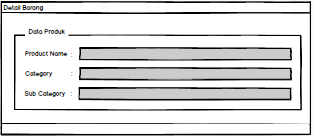 Detail Barang
Data Produk
Product Name :
Category :
Sub Category :